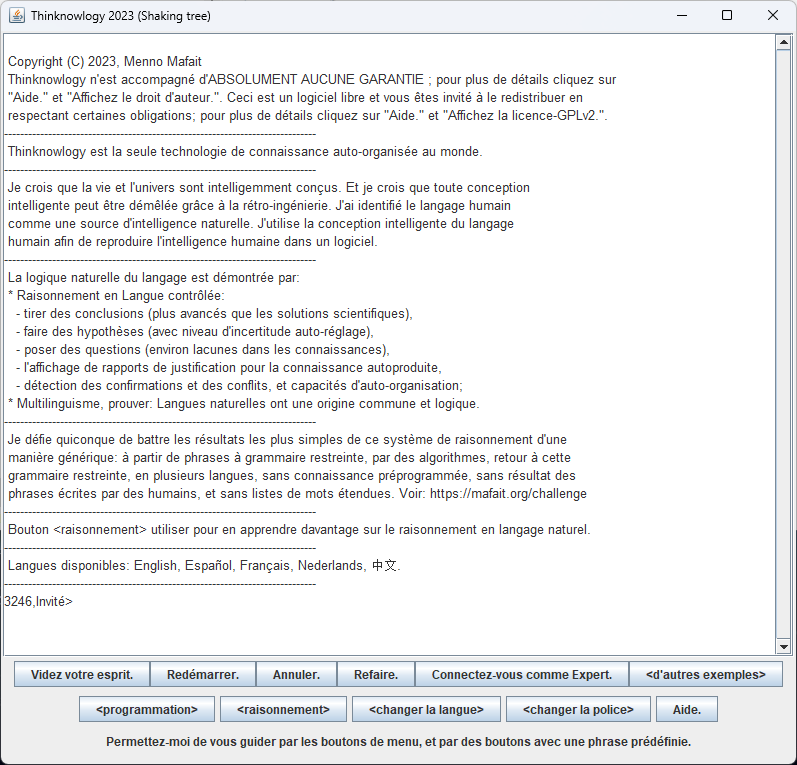 Thinknowlogy 2023 (Shaking tree)
Copyright (C) 2023, Menno Mafait
Thinknowlogy n'est accompagné d'ABSOLUMENT AUCUNE GARANTIE ; pour plus de détails cliquez sur
"Aide." et "Affichez le droit d'auteur.". Ceci est un logiciel libre et vous êtes invité à le redistribuer en
respectant certaines obligations; pour plus de détails cliquez sur "Aide." et "Affichez la licence-GPLv2.".
Thinknowlogy est la seule technologie de connaissance auto-organisée au monde.
Je crois que la vie et l'univers sont intelligemment conçus. Et je crois que toute conception
intelligente peut être démêlée grâce à la rétro-ingénierie. J'ai identifié le langage humain
comme une source d'intelligence naturelle. J'utilise la conception intelligente du langage
humain afin de reproduire l'intelligence humaine dans un logiciel.
La logique naturelle du langage est démontrée par:
* Raisonnement en Langue contrôlée:
- tirer des conclusions (plus avancés que les solutions scientifiques),
- faire des hypothèses (avec niveau d'incertitude auto-réglage),
- poser des questions (environ lacunes dans les connaissances),
- l'affichage de rapports de justification pour la connaissance autoproduite,
- détection des confirmations et des conflits, et capacités d'auto-organisation;
* Multilinguisme, prouver: Langues naturelles ont une origine commune et logique.
Je défie quiconque de battre les résultats les plus simples de ce système de raisonnement d'une
manière générique: à partir de phrases à grammaire restreinte, par des algorithmes, retour à cette
grammaire restreinte, en plusieurs langues, sans connaissance préprogrammée, sans résultat des
phrases écrites par des humains, et sans listes de mots étendues. Voir: https://mafait.org/challenge
Bouton <raisonnement> utiliser pour en apprendre davantage sur le raisonnement en langage naturel.
Langues disponibles: English, Español, Français, Nederlands, 中文.
3246,Invité>
Videz votre esprit. Redémarrer. Annuler. Refaire. Connectez-vous comme Expert. <d'autres exemples>
<programmation> <raisonnement> <changer la langue> <changer la police> Aide.
Permettez-moi de vous guider par les boutons de menu, et par des boutons avec une phrase prédéfinie.